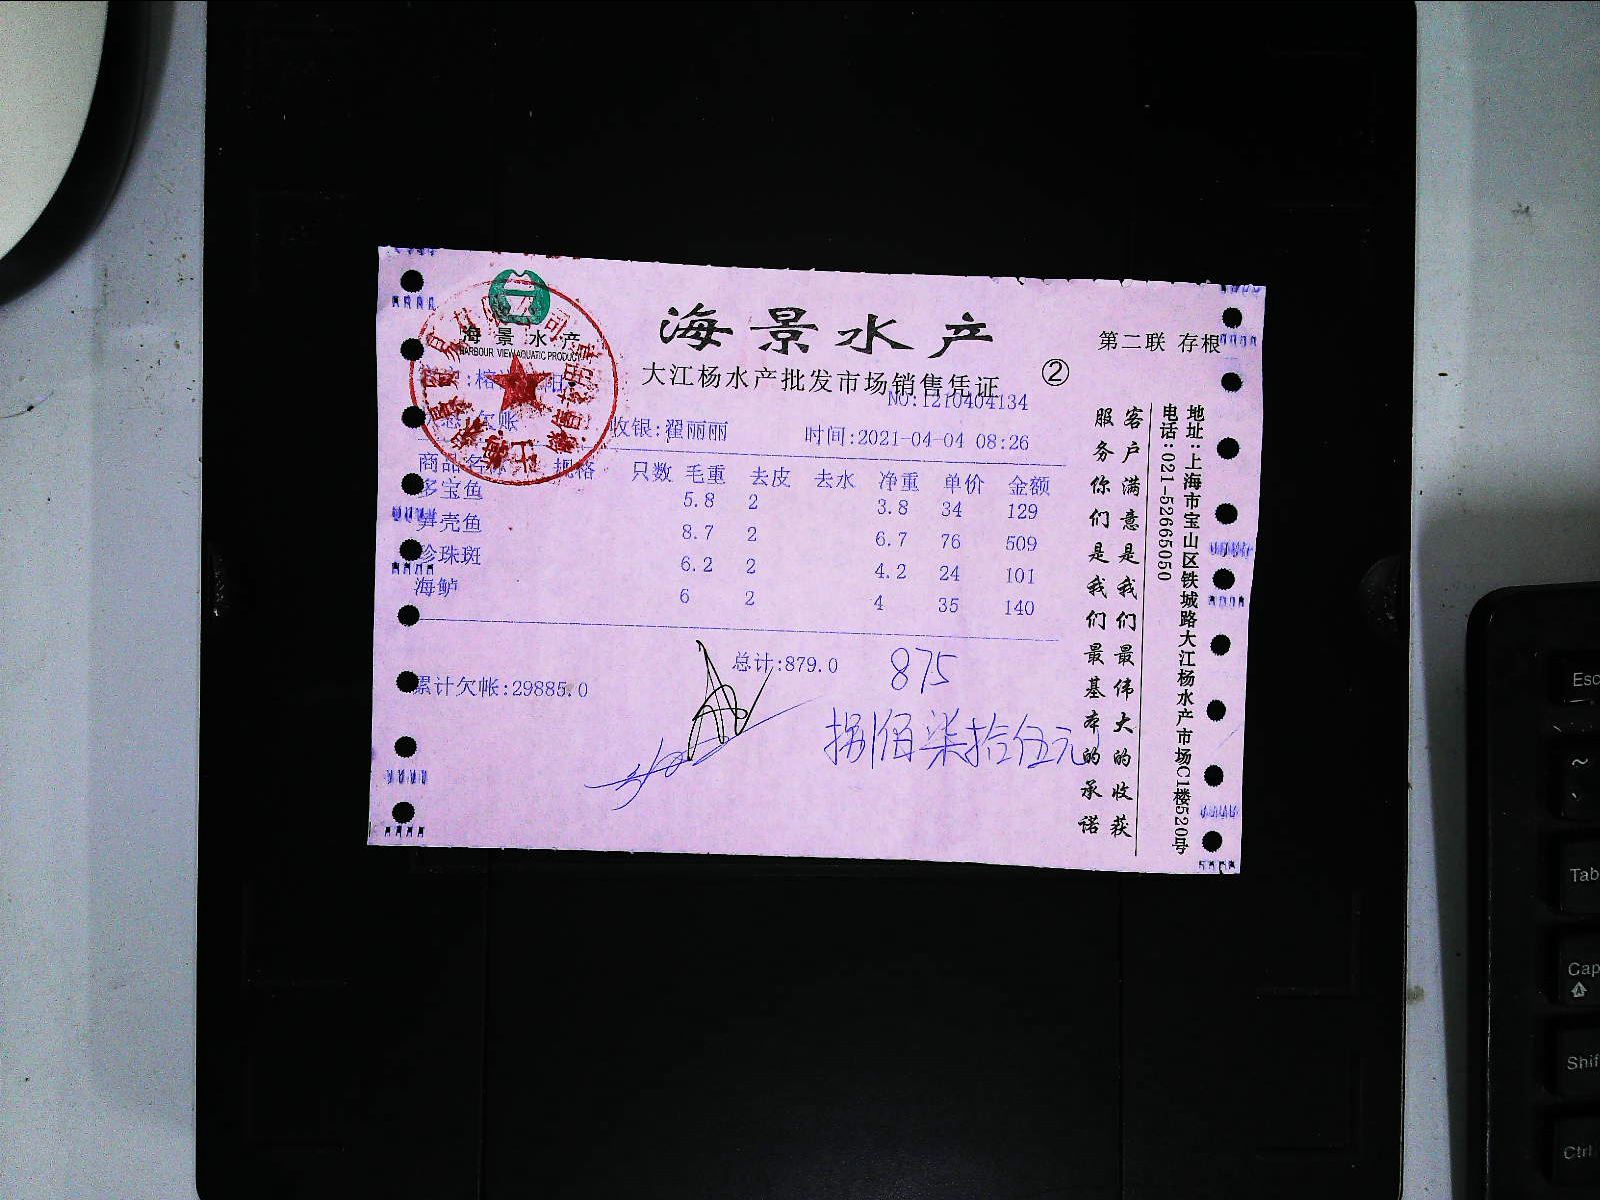 海景水产
HARBOUR VIEW AQUATIC PRODUCT
海景水产
大江杨水产批发市场销售凭证
②
第二联 存根
NO:1210404134
欠账
收银:翟丽丽
时间:2021-04-04 08:26
商品名称 规格 只数 毛重 去皮 去水 净重 单价 金额
多宝鱼 5.8 2 3.8 34 129
笋壳鱼 8.7 2 6.7 76 509
珍珠斑 6.2 2 4.2 24 101
海鲈 6 2 4 35 140
总计:879.0
875
累计欠帐:29885.0
捌佰柒拾伍元
客户满意是我们最伟大的收获
服务你们是我们最基本的承诺
地址:上海市宝山区铁城路大江杨水产市场C1楼520号
电话:021-52665050
Esc
~
Tab
Cap
Shif
Ctrl